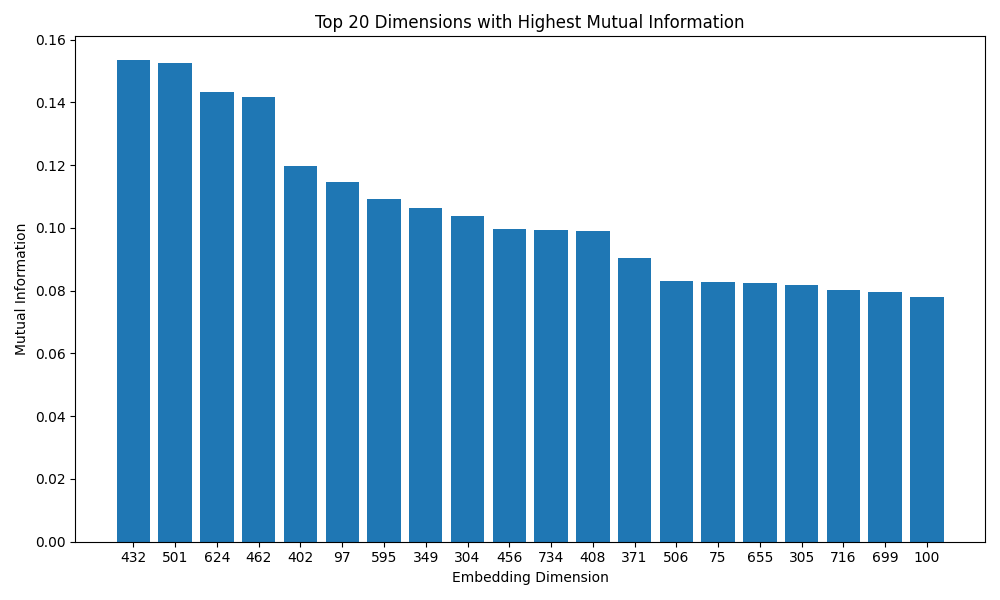 Top 20 Dimensions with Highest Mutual Information
0.16
0.14
0.12
0.10
0.08
0.06
0.04
0.02
0.00
Mutual Information
432 501 624 462 402 97 595 349 304 456 734 408 371 506 75 655 305 716 699 100
Embedding Dimension